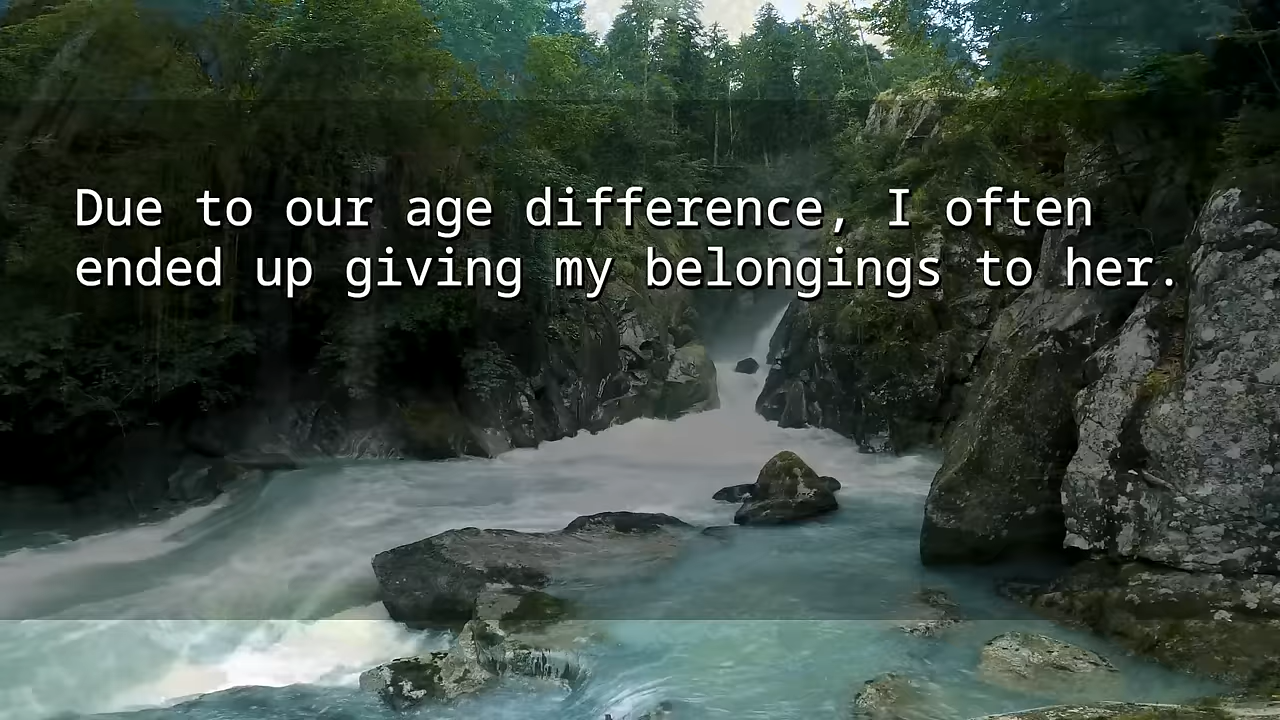 Due to our age difference, I often
ended up giving my belongings to her.